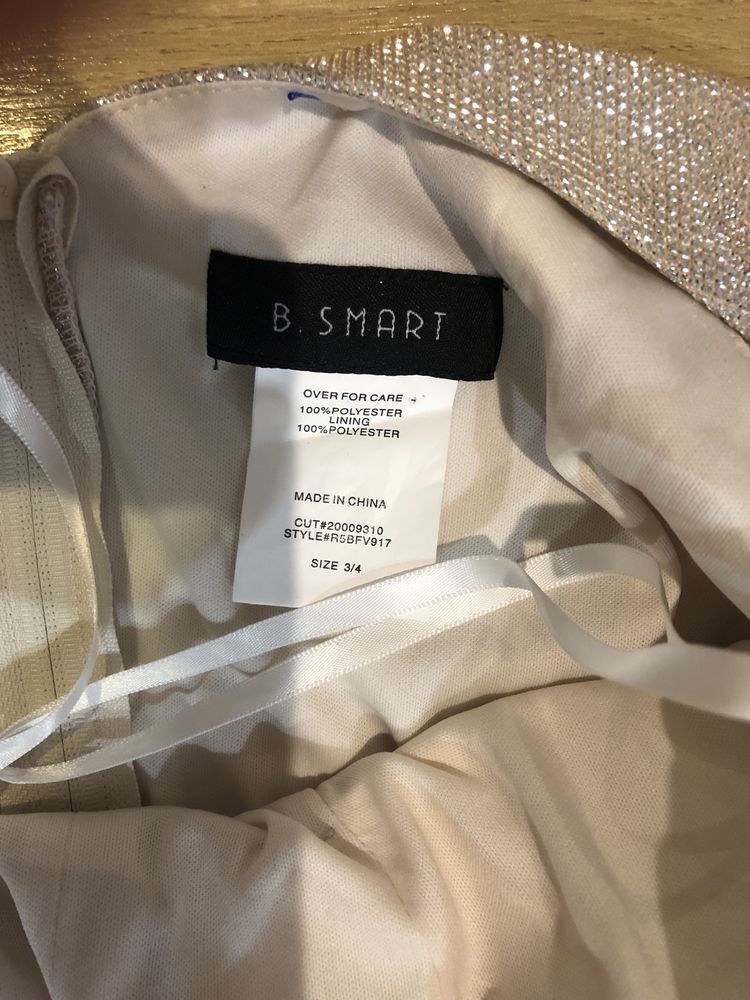 B. SMART
OVER FOR CARE
100%POLYESTER
LINING
100%POLYESTER
MADE IN CHINA
CUT#20009310
STYLE#R5BFV917
SIZE 3/4